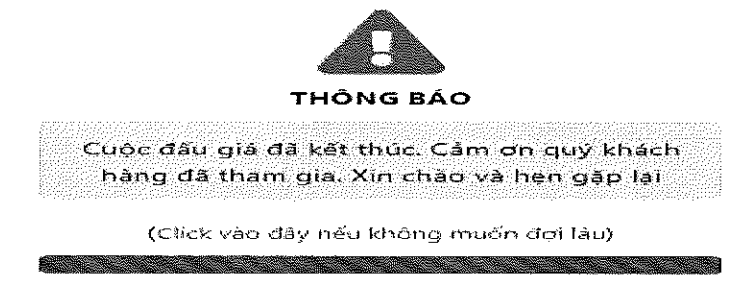 THÔNG BÁO
Cuộc đấu giá đã kết thúc. Cảm ơn quý khách
hàng đã tham gia. Xin chào và hẹn gặp lại
(Click vào đây nếu không muốn đợi lâu)